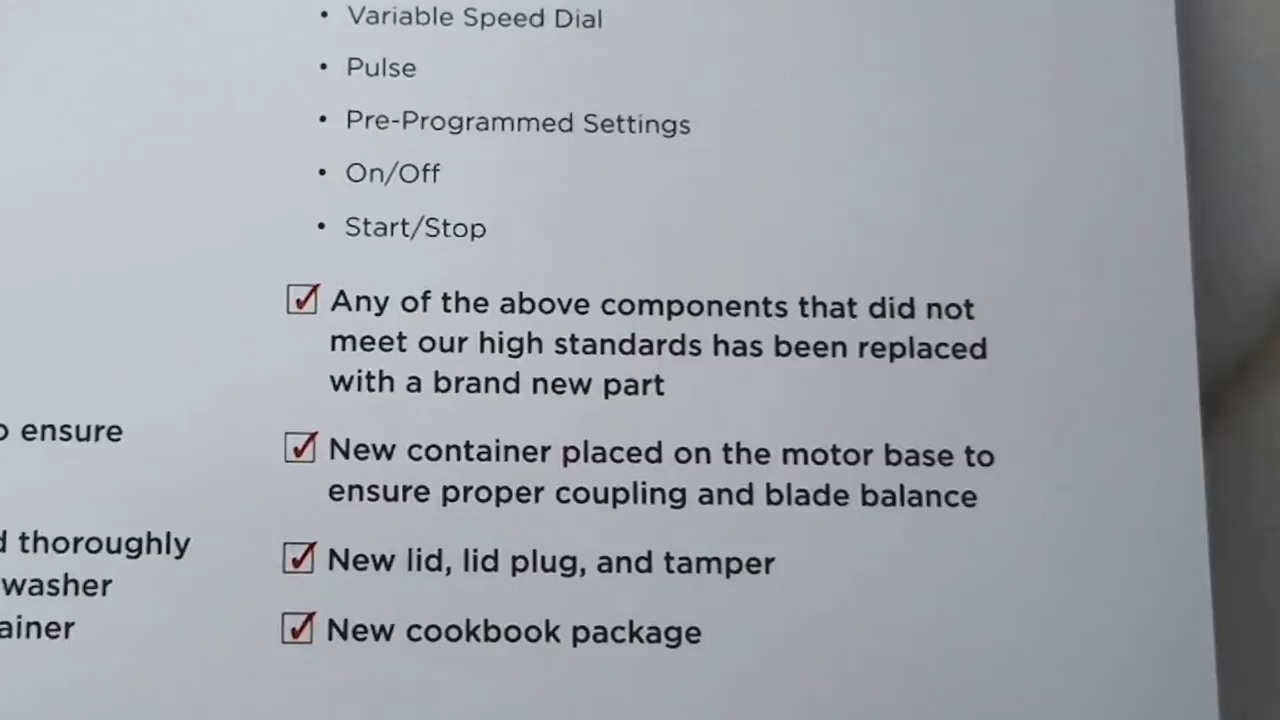 • Variable Speed Dial
• Pulse
• Pre-Programmed Settings
• On/Off
• Start/Stop
Any of the above components that did not
meet our high standards has been replaced
with a brand new part
New container placed on the motor base to
ensure proper coupling and blade balance
New lid, lid plug, and tamper
New cookbook package
ensure
thoroughly
washer
ainer